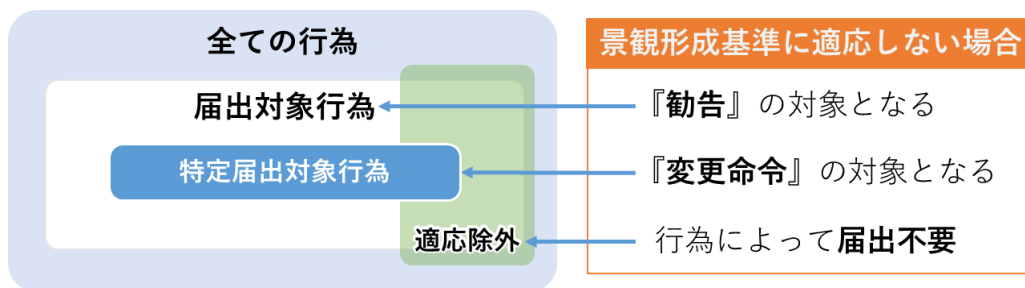 全ての行為
届出対象行為
特定届出対象行為
適応除外
景観形成基準に適応しない場合
『勧告』の対象となる
『変更命令』の対象となる
行為によって届出不要